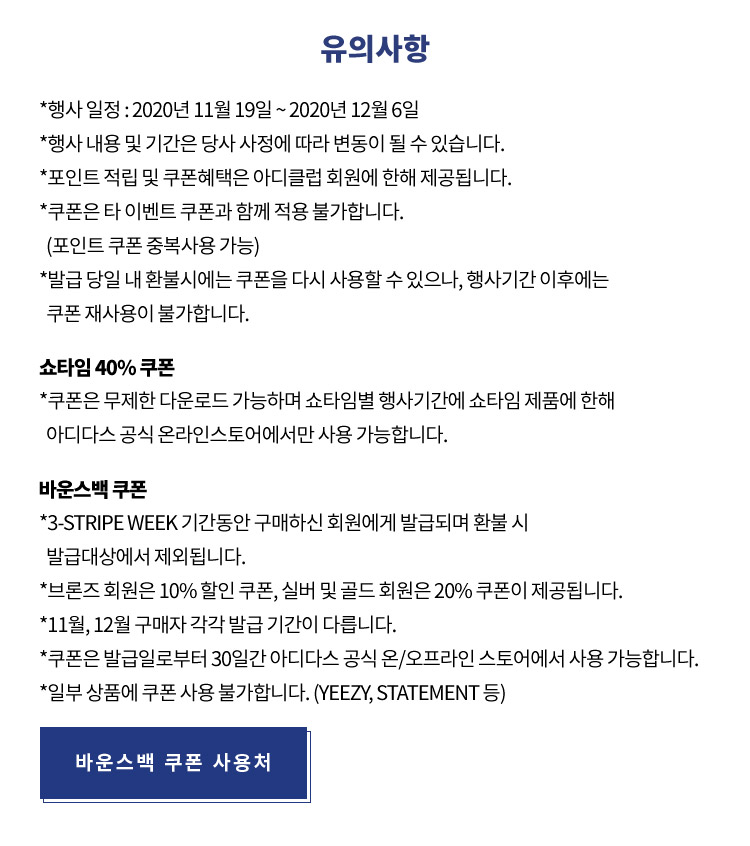 유의사항
*행사 일정 : 2020년 11월 19일 ~ 2020년 12월 6일
*행사 내용 및 기간은 당사 사정에 따라 변동이 될 수 있습니다.
*포인트 적립 및 쿠폰혜택은 아디클럽 회원에 한해 제공됩니다.
*쿠폰은 타 이벤트 쿠폰과 함께 적용 불가합니다.
(포인트 쿠폰 중복사용 가능)
*발급 당일 내 환불시에는 쿠폰을 다시 사용할 수 있으나, 행사기간 이후에는
쿠폰 재사용이 불가합니다.
쇼타임 40% 쿠폰
*쿠폰은 무제한 다운로드 가능하며 쇼타임별 행사기간에 쇼타임 제품에 한해
아디다스 공식 온라인스토어에서만 사용 가능합니다.
바운스백 쿠폰
*3-STRIPE WEEK 기간동안 구매하신 회원에게 발급되며 환불 시
발급대상에서 제외됩니다.
*브론즈 회원은 10% 할인 쿠폰, 실버 및 골드 회원은 20% 쿠폰이 제공됩니다.
*11월, 12월 구매자 각각 발급 기간이 다릅니다.
*쿠폰은 발급일로부터 30일간 아디다스 공식 온/오프라인 스토어에서 사용 가능합니다.
*일부 상품에 쿠폰 사용 불가합니다. (YEEZY, STATEMENT 등)
바운스백 쿠폰 사용처